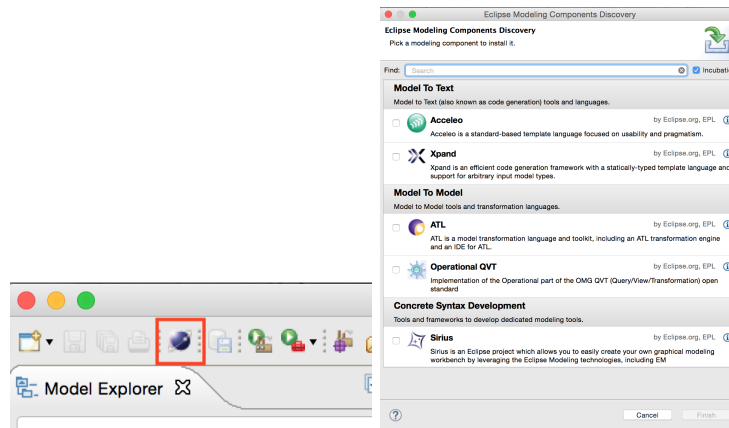 Model Explorer
Eclipse Modeling Components Discovery
Eclipse Modeling Components Discovery
Pick a modeling component to install it.
Find: Search Incubati
Model To Text
Model to Text (also known as code generation) tools and languages.
Acceleo by Eclipse.org, EPL
Acceleo is a standard-based template language focused on usability and pragmatism.
Xpand by Eclipse.org, EPL
Xpand is an efficient code generation framework with a statically-typed template language and
support for arbitrary input model types.
Model To Model
Model to Model tools and transformation languages.
ATL by Eclipse.org, EPL
ATL is a model transformation language and toolkit, including an ATL transformation engine
and an IDE for ATL.
Operational QVT by Eclipse.org, EPL
Implementation of the Operational part of the OMG QVT (Query/View/Transformation) open
standard
Concrete Syntax Development
Tools and frameworks to develop dedicated modeling tools.
Sirius by Eclipse.org, EPL
Sirius is an Eclipse project which allows you to easily create your own graphical modeling
workbench by leveraging the Eclipse Modeling technologies, including EM
Cancel Finish